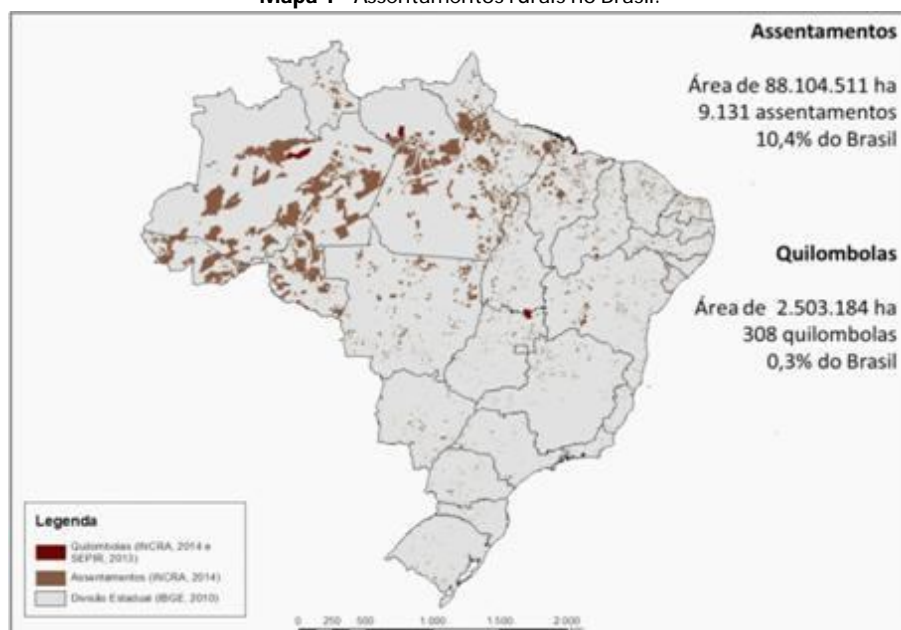 Mapa 1 - Assentamentos rurais no Brasil.
Assentamentos
Área de 88.104.511 ha
9.131 assentamentos
10,4% do Brasil
Quilombolas
Área de 2.503.184 ha
308 quilombolas
0,3% do Brasil
Legenda
Quilombolas (INCRA, 2014 e
SEPIR, 2013)
Assentamentos (INCRA, 2014)
Divisão Estadual (IBGE, 2010)
0 250 500 1.000 1.500 2.000